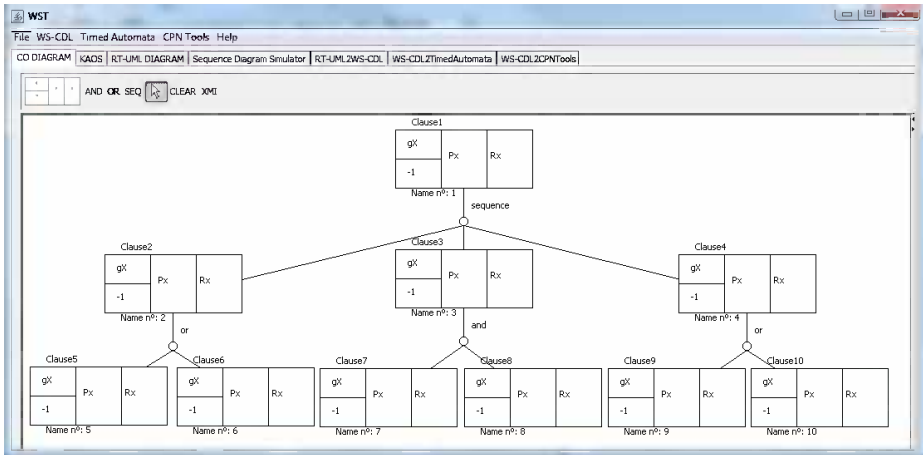 WST
File WS-CDL Timed Automata CPN Tools Help
CO DIAGRAM KAOS RT-UML DIAGRAM Sequence Diagram Simulator RT-UML2WS-CDL WS-CDL2TimedAutomata WS-CDL2CPNTools
AND OR SEQ CLEAR XMI
Clause1
gX Px Rx
-1
Name nº: 1
sequence
Clause2 Clause3 Clause4
gX Px Rx gX Px Rx gX Px Rx
-1 -1 -1
Name nº: 2 Name nº: 3 Name nº: 4
or and or
Clause5 Clause6 Clause7 Clause8 Clause9 Clause10
gX Px Rx gX Px Rx gX Px Rx gX Px Rx gX Px Rx gX Px Rx
-1 -1 -1 -1 -1 -1
Name nº: 5 Name nº: 6 Name nº: 7 Name nº: 8 Name nº: 9 Name nº: 10